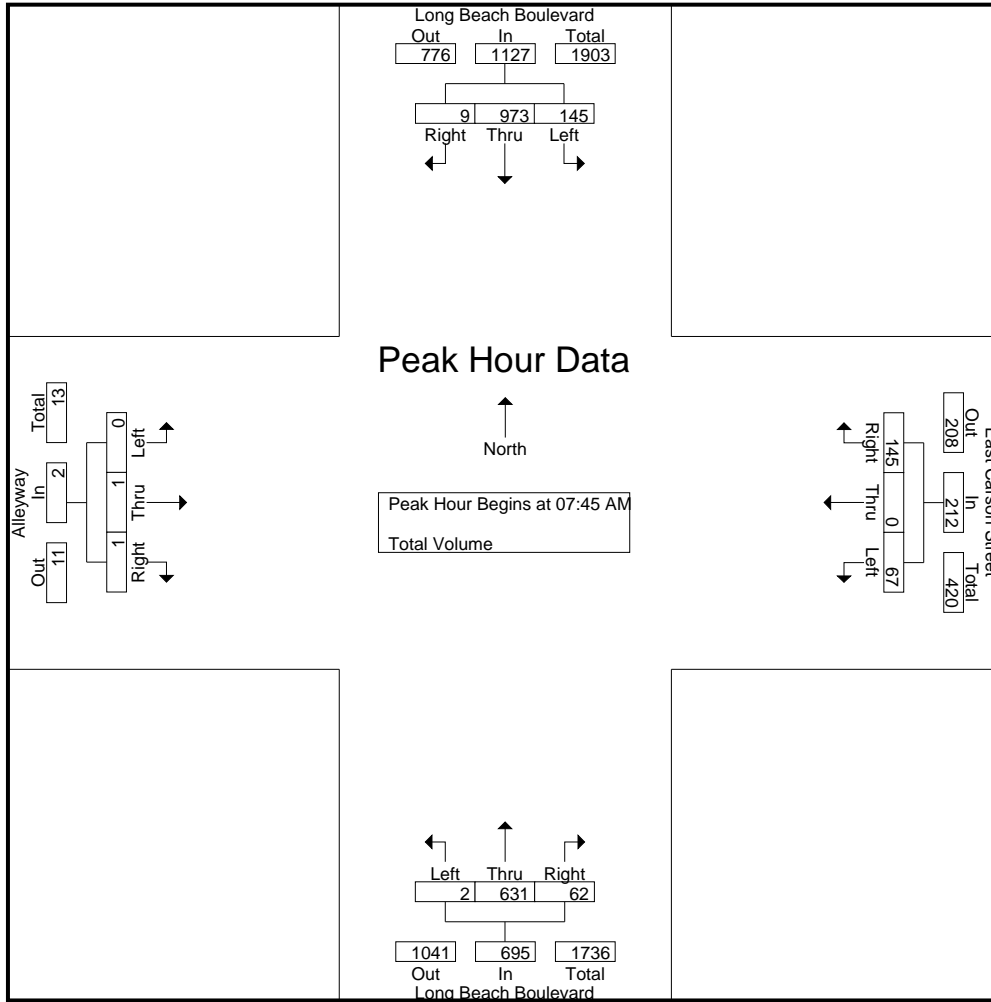 Long Beach Boulevard
Out In Total
776 1127 1903
9 973 145
Right Thru Left
Peak Hour Data
North
Peak Hour Begins at 07:45 AM
Total Volume
Alleyway
Out In Total
11 2 13
0 1 1
Left Thru Right
East Carson Street
Out In Total
208 212 420
145 0 67
Right Thru Left
Left Thru Right
2 631 62
1041 695 1736
Out In Total
Long Beach Boulevard